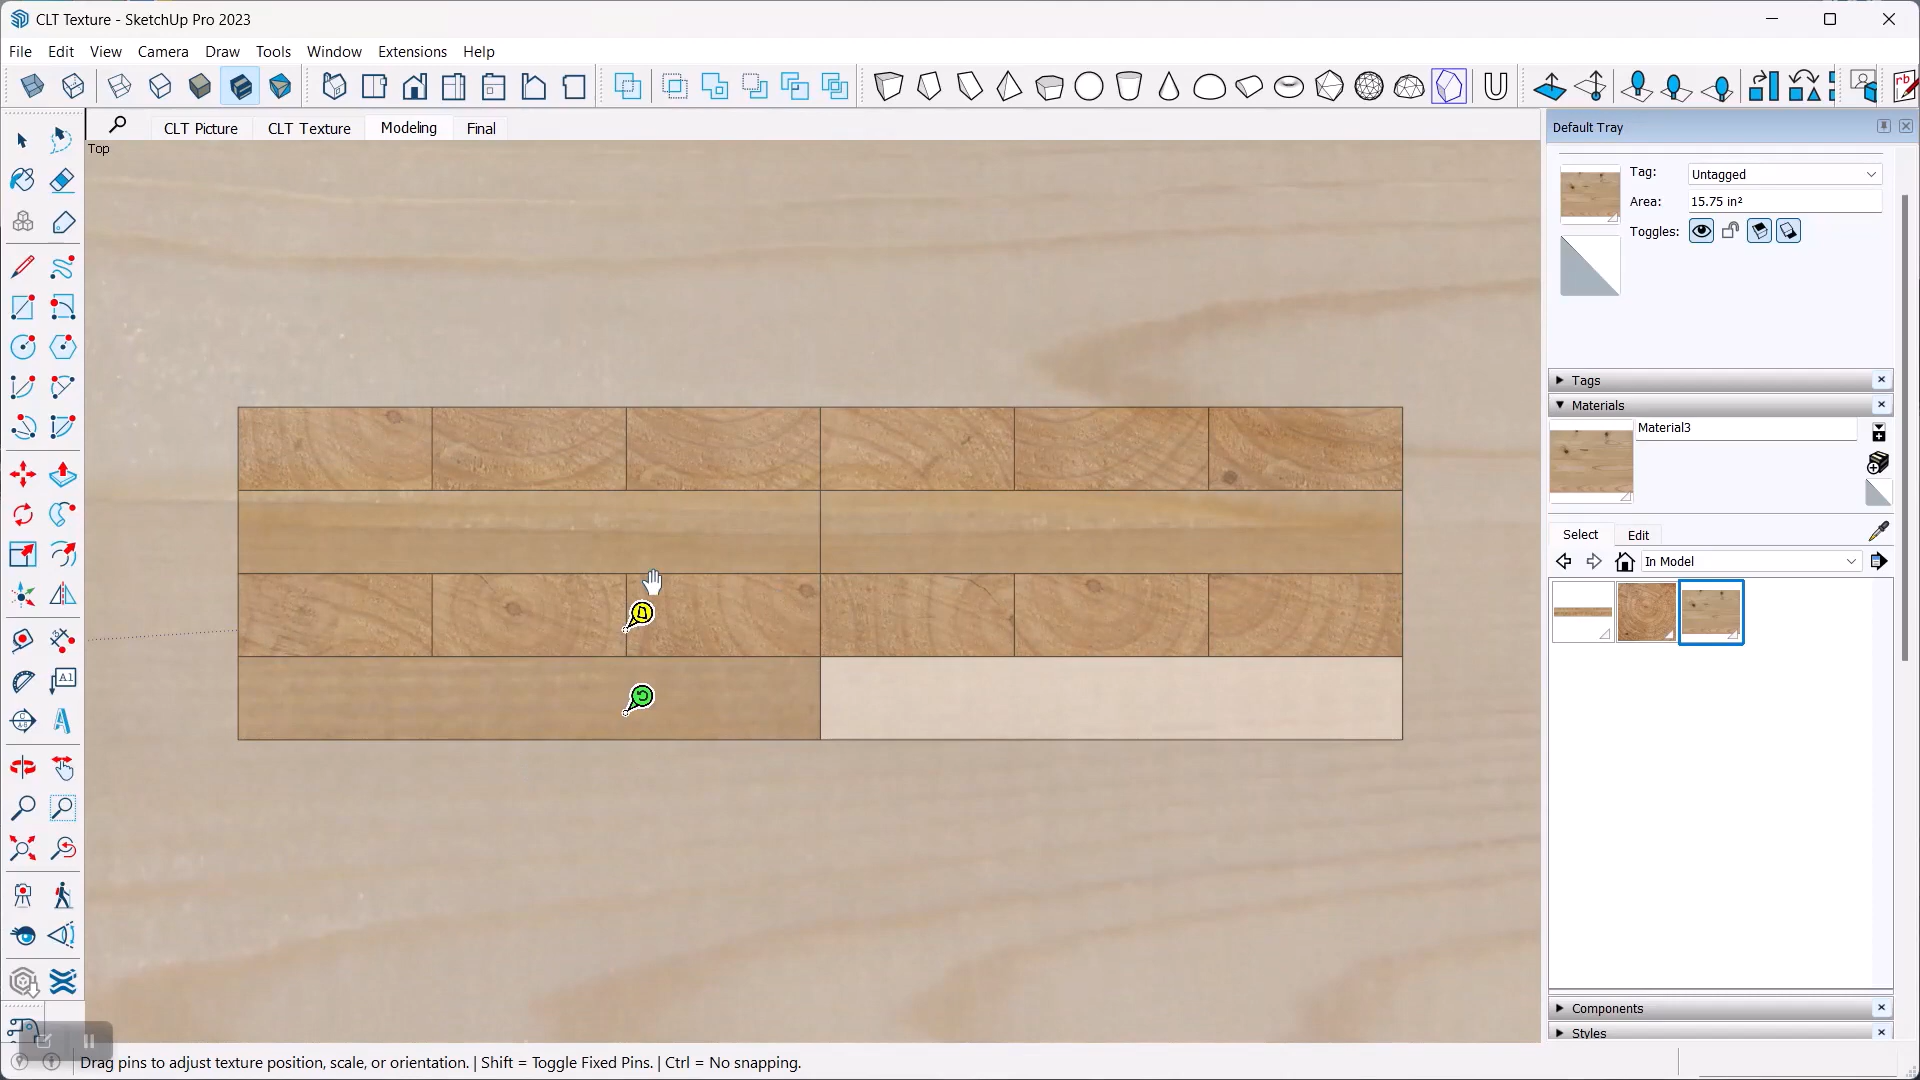 CLT Texture - SketchUp Pro 2023
File Edit View Camera Draw Tools Window Extensions Help
CLT Picture CLT Texture Modeling Final
Default Tray
Top
Tag: Untagged
Area: 15.75 in²
Toggles:
Tags
Materials
Material3
Select Edit
In Model
Components
Styles
Drag pins to adjust texture position, scale, or orientation. | Shift = Toggle Fixed Pins. | Ctrl = No snapping.